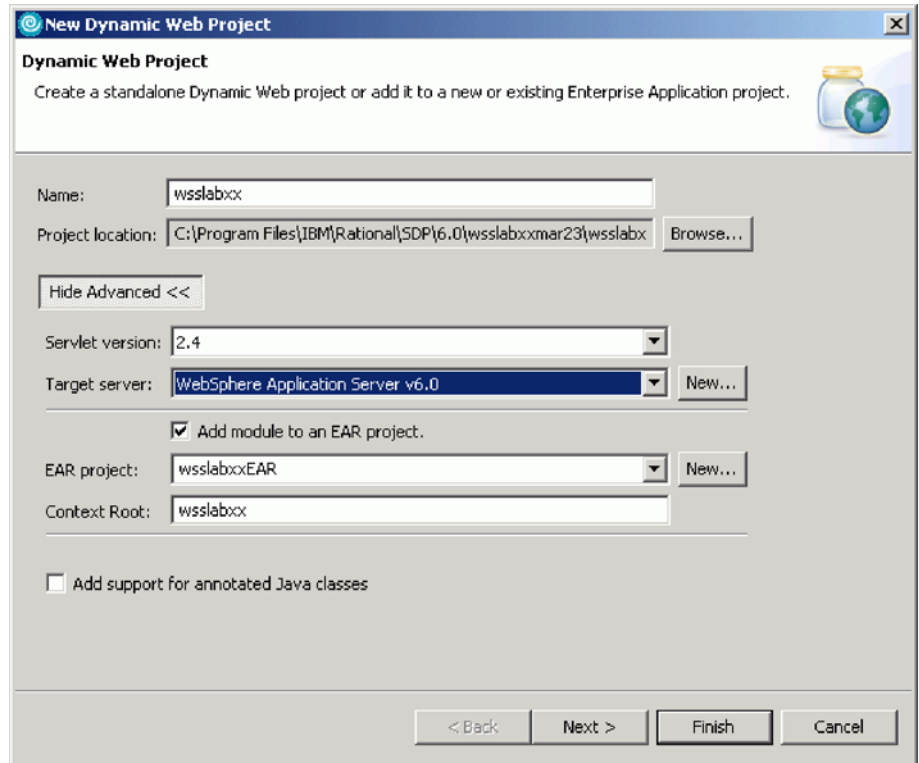 New Dynamic Web Project
Dynamic Web Project
Create a standalone Dynamic Web project or add it to a new or existing Enterprise Application project.
Name: wsslabxx
Project location: C:\Program Files\IBM\Rational\SDP\6.0\wsslabxxmar23\wsslabx Browse...
Hide Advanced <<
Servlet version: 2.4
Target server: WebSphere Application Server v6.0 New...
Add module to an EAR project.
EAR project: wsslabxxEAR New...
Context Root: wsslabxx
Add support for annotated Java classes
< Back Next > Finish Cancel